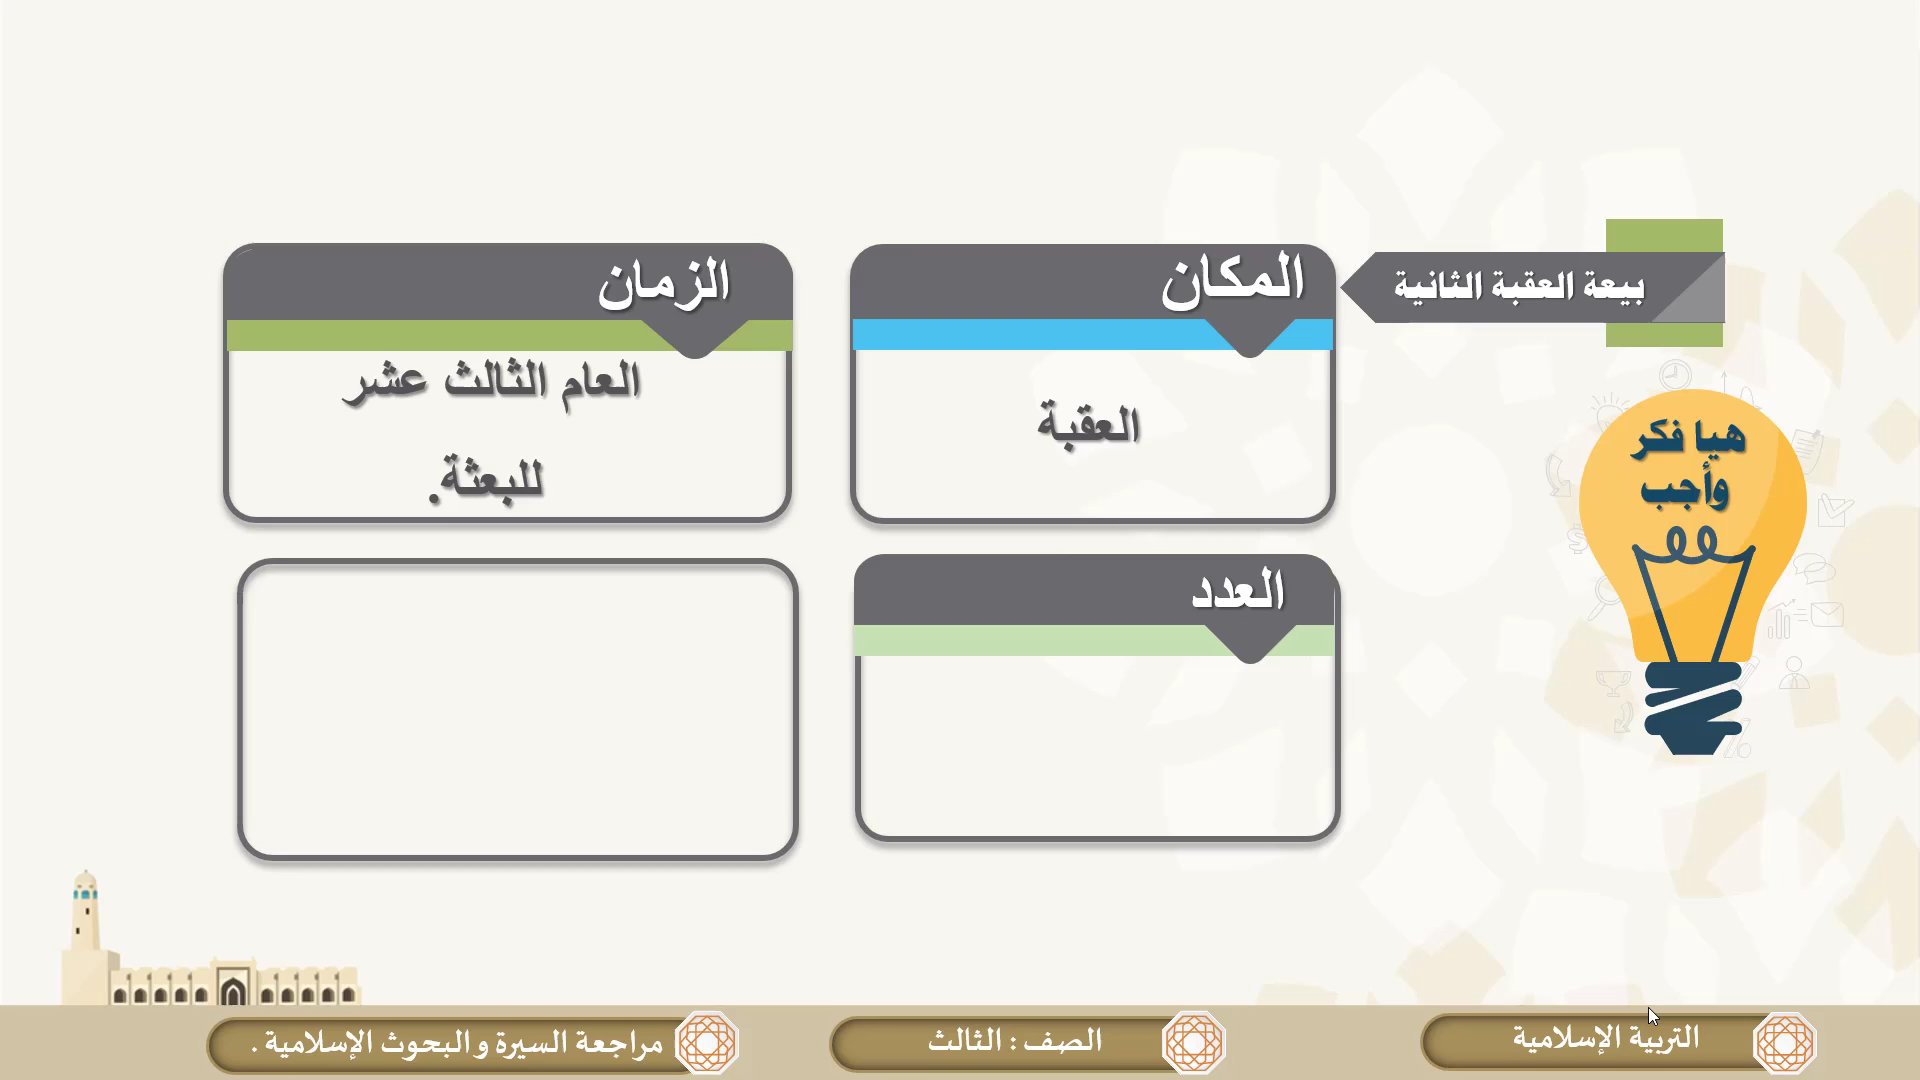 بيعة العقبة الثانية
هيا فكر
وأجب
المكان
العقبة
الزمان
العام الثالث عشر
للبعثة.
العدد
التربية الإسلامية
الصف : الثالث
مراجعة السيرة و البحوث الإسلامية .